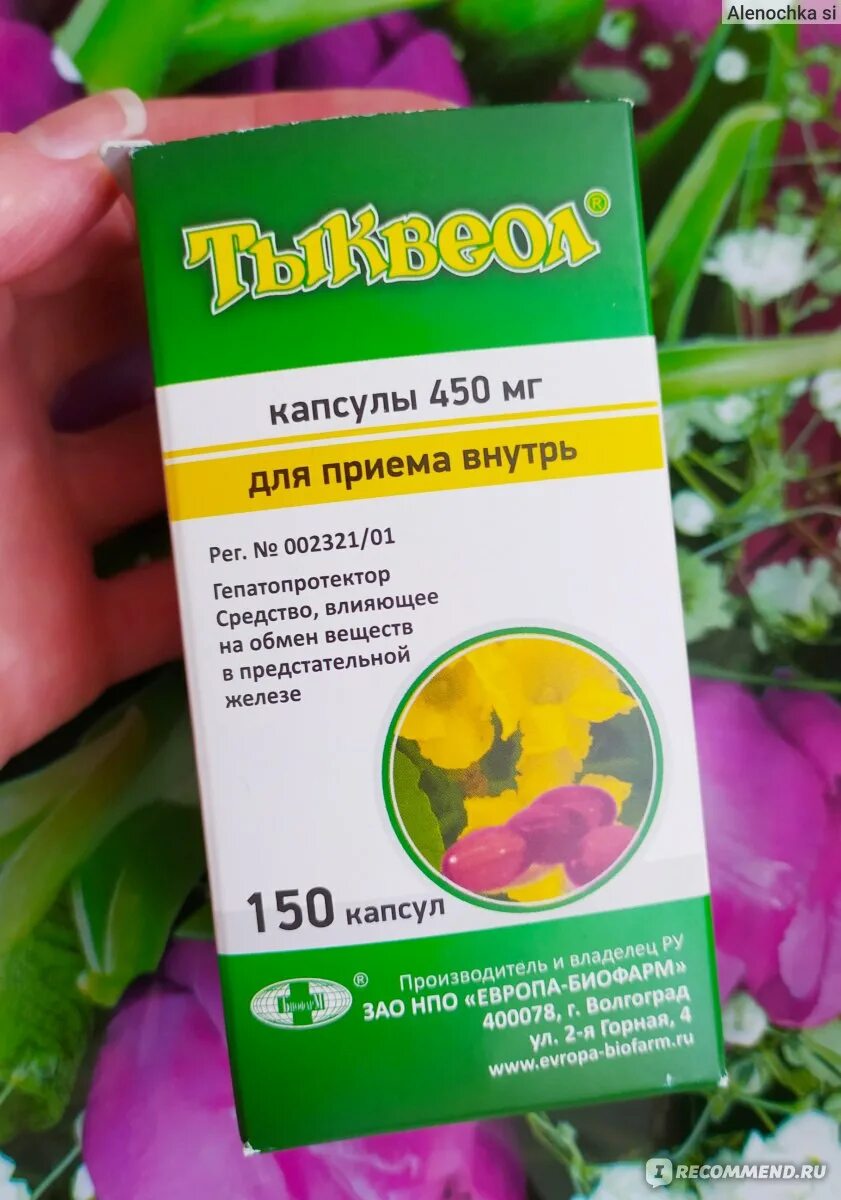 Alenochka si
Тыквеол®
капсулы 450 мг
для приема внутрь
Рег. № 002321/01
Гепатопротектор
Средство, влияющее
на обмен веществ
в предстательной
железе
150 капсул
БИОФАРМ ®
Производитель и владелец РУ
ЗАО НПО «ЕВРОПА-БИОФАРМ»
400078, г. Волгоград
ул. 2-я Горная, 4
www.evropa-biofarm.ru
I RECOMMEND.RU